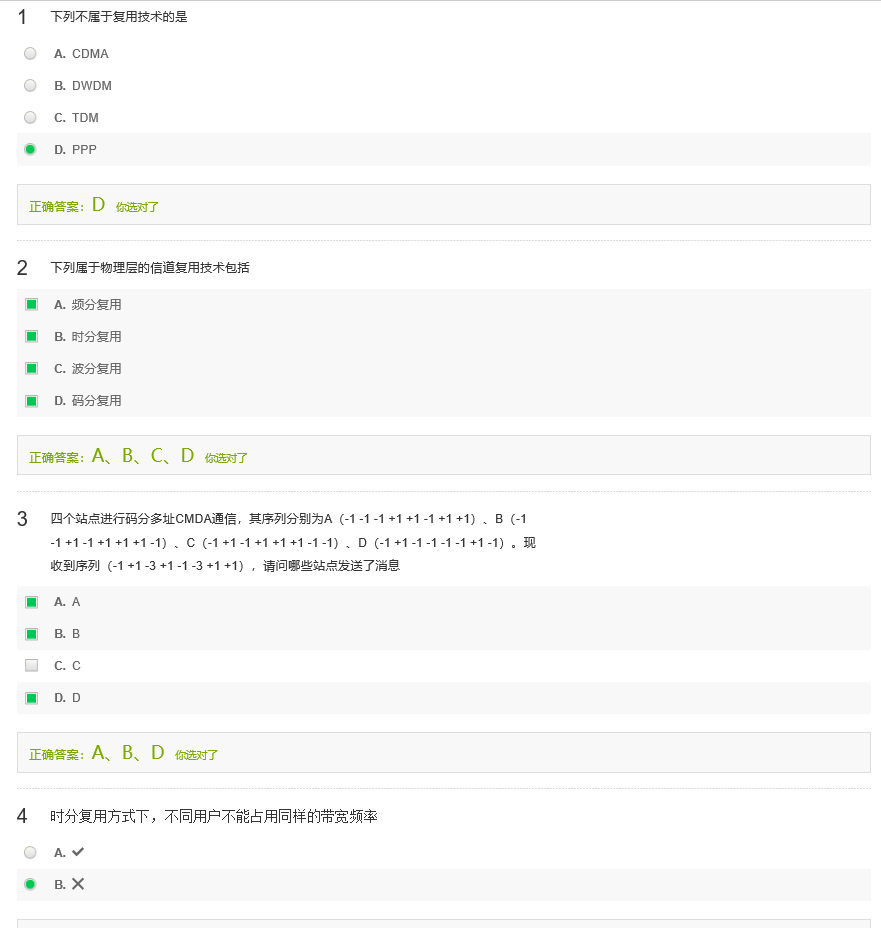 1 下列不属于复用技术的是
A. CDMA
B. DWDM
C. TDM
D. PPP
正确答案：D 你选对了
2 下列属于物理层的信道复用技术包括
A. 频分复用
B. 时分复用
C. 波分复用
D. 码分复用
正确答案：A、B、C、D 你选对了
3 四个站点进行码分多址CMDA通信，其序列分别为A（-1 -1 -1 +1 +1 -1 +1 +1）、B（-1
-1 +1 -1 +1 +1 +1 -1）、C（-1 +1 -1 +1 +1 +1 -1 -1）、D（-1 +1 -1 -1 -1 -1 +1 -1）。现
收到序列（-1 +1 -3 +1 -1 -3 +1 +1），请问哪些站点发送了消息
A. A
B. B
C. C
D. D
正确答案：A、B、D 你选对了
4 时分复用方式下，不同用户不能占用同样的带宽频率
A. ✓
B. ✕